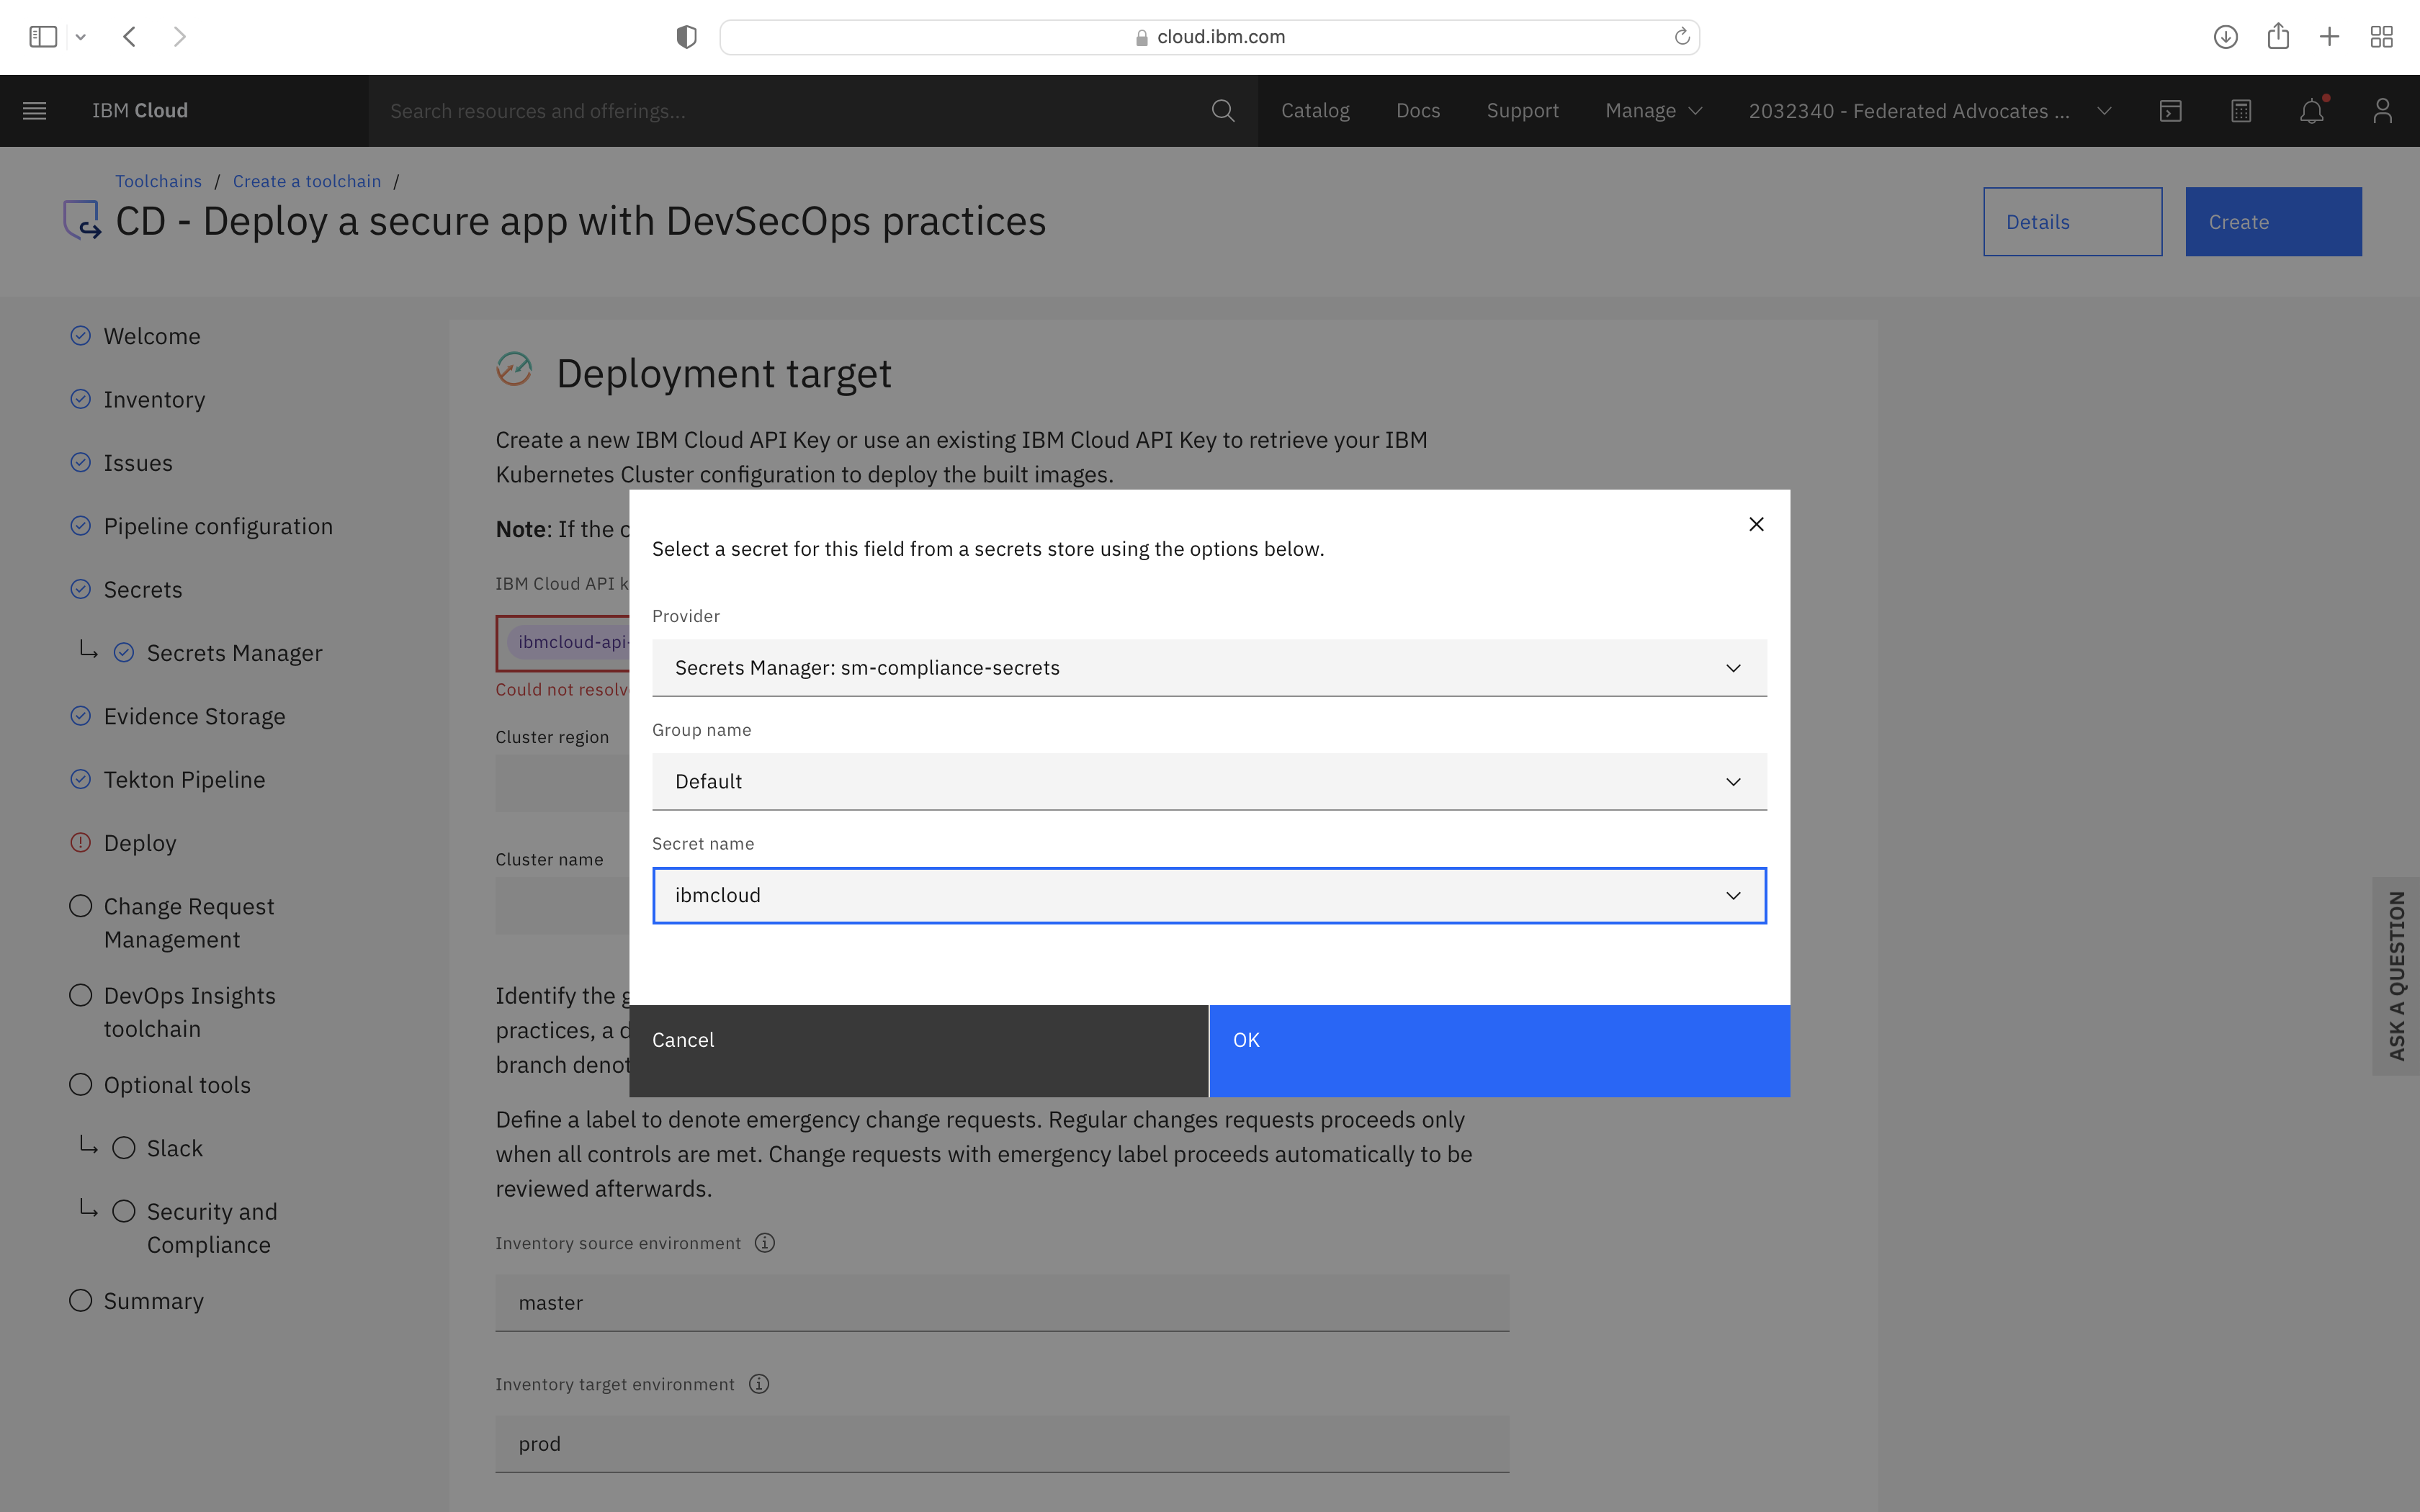 cloud.ibm.com
IBM Cloud
Search resources and offerings...
Catalog
Docs
Support
Manage
2032340 - Federated Advocates ...
Toolchains / Create a toolchain /
CD - Deploy a secure app with DevSecOps practices
Details
Create
Welcome
Inventory
Issues
Pipeline configuration
Secrets
Secrets Manager
Evidence Storage
Tekton Pipeline
Deploy
Change Request
Management
DevOps Insights
toolchain
Optional tools
Slack
Security and
Compliance
Summary
Deployment target
Create a new IBM Cloud API Key or use an existing IBM Cloud API Key to retrieve your IBM
Kubernetes Cluster configuration to deploy the built images.
Note: If the
IBM Cloud API
ibmcloud-api-
Could not
Cluster region
Cluster name
Identify the
practices, a
branch
Define a label to denote emergency change requests. Regular changes requests proceeds only
when all controls are met. Change requests with emergency label proceeds automatically to be
reviewed afterwards.
Inventory source environment
master
Inventory target environment
prod
Select a secret for this field from a secrets store using the options below.
Provider
Secrets Manager: sm-compliance-secrets
Group name
Default
Secret name
ibmcloud
Cancel
OK
ASK A QUESTION